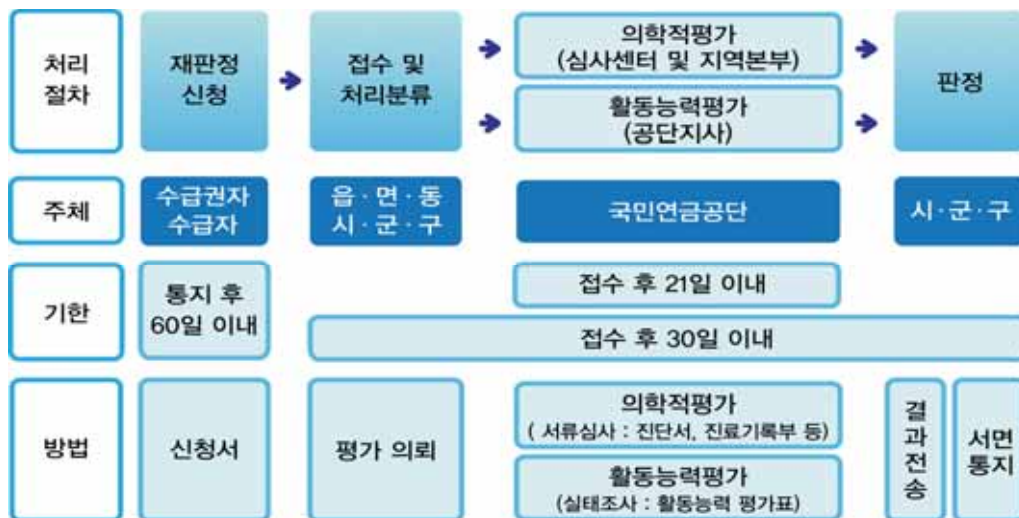 처리
절차
재판정
신청
접수 및
처리분류
의학적평가
(심사센터 및 지역본부)
활동능력평가
(공단지사)
판정
주체
수급권자
수급자
읍·면·동
시·군·구
국민연금공단
시·군·구
기한
통지 후
60일 이내
접수 후 21일 이내
접수 후 30일 이내
방법
신청서
평가 의뢰
의학적평가
( 서류심사 : 진단서, 진료기록부 등)
활동능력평가
(실태조사 : 활동능력 평가표)
결
과
전
송
서면
통지